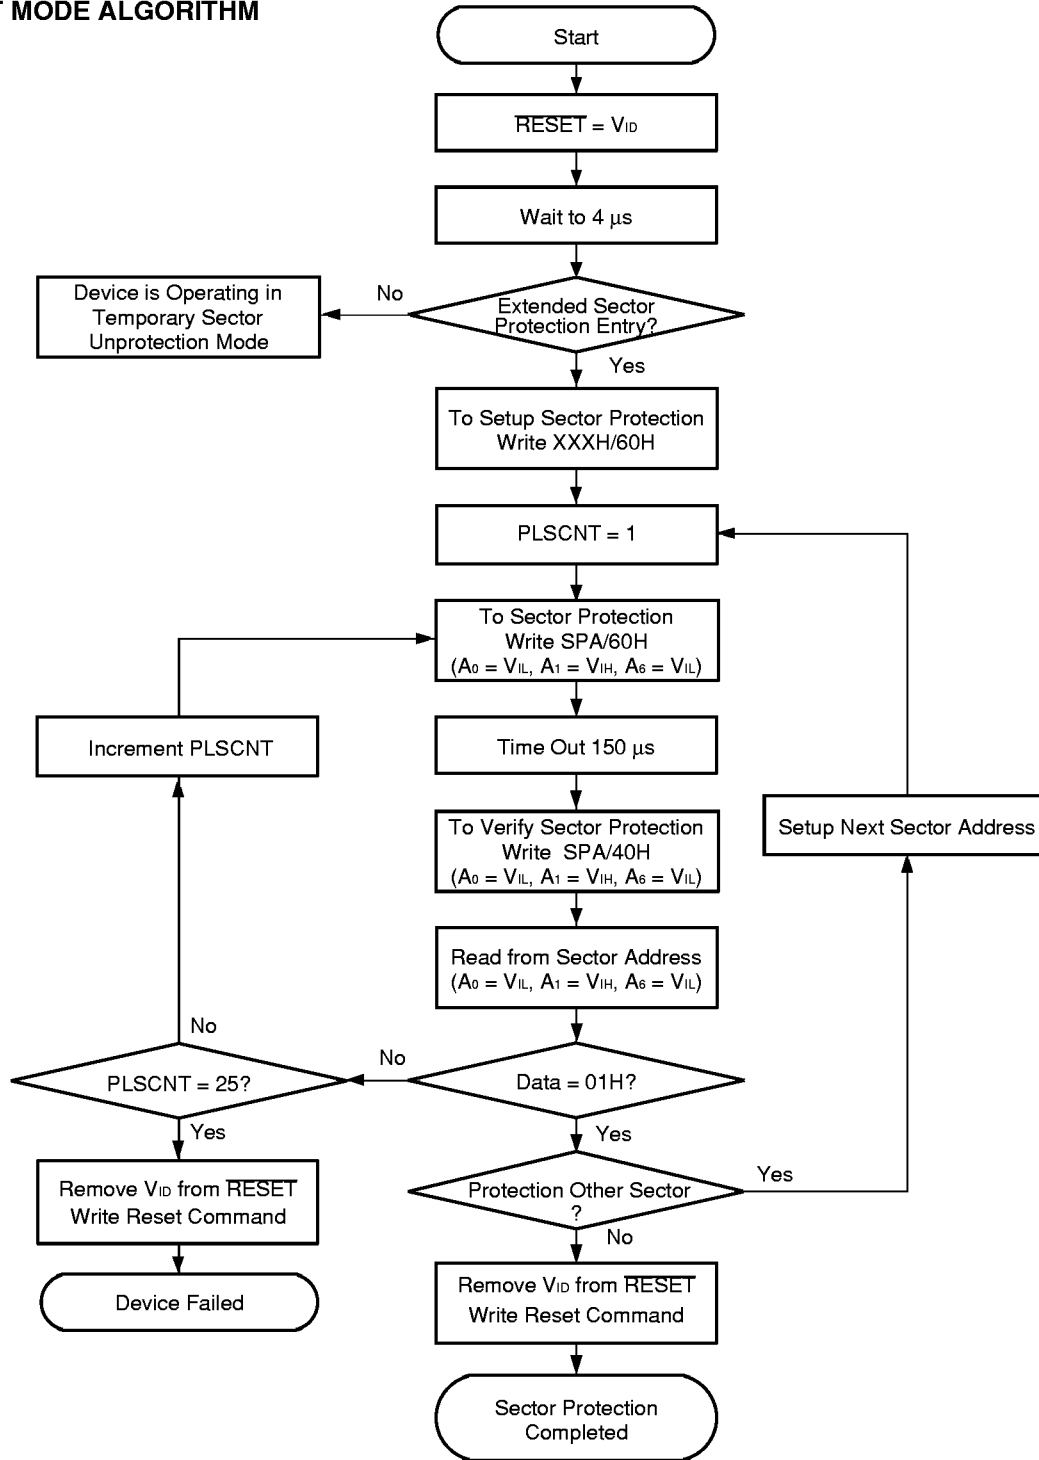 T MODE ALGORITHM
Start
RESET = VID
Wait to 4 μs
Device is Operating in
Temporary Sector
Unprotection Mode
No
Extended Sector
Protection Entry?
Yes
To Setup Sector Protection
Write XXXH/60H
PLSCNT = 1
To Sector Protection
Write SPA/60H
(A0 = VIL, A1 = VIH, A6 = VIL)
Increment PLSCNT
Time Out 150 μs
To Verify Sector Protection
Write SPA/40H
(A0 = VIL, A1 = VIH, A6 = VIL)
Setup Next Sector Address
Read from Sector Address
(A0 = VIL, A1 = VIH, A6 = VIL)
No
PLSCNT = 25?
No
Data = 01H?
Yes
Yes
Remove VID from RESET
Write Reset Command
Protection Other Sector
?
Yes
No
Device Failed
Remove VID from RESET
Write Reset Command
Sector Protection
Completed